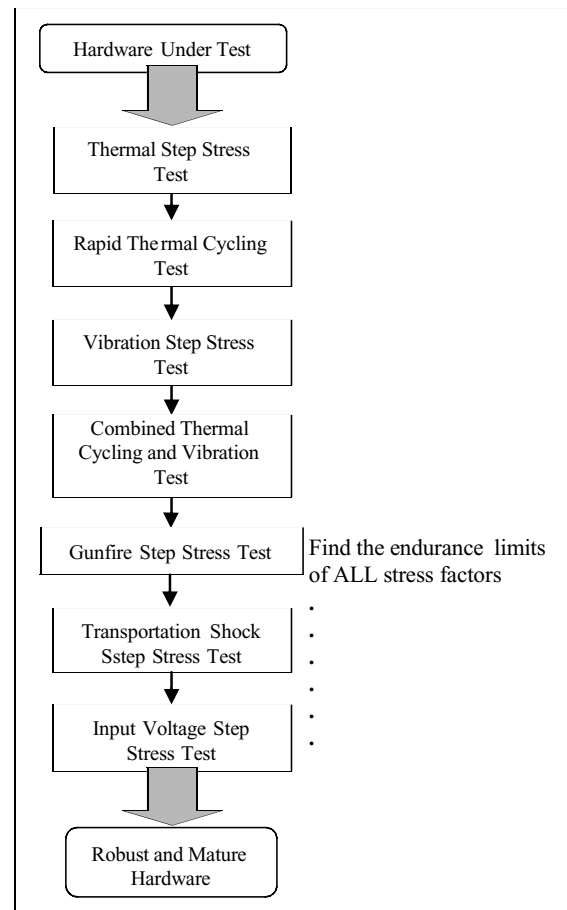 Hardware Under Test
Thermal Step Stress
Test
Rapid Thermal Cycling
Test
Vibration Step Stress
Test
Combined Thermal
Cycling and Vibration
Test
Gunfire Step Stress Test
Find the endurance limits
of ALL stress factors
.
.
.
.
.
.
Transportation Shock
Sstep Stress Test
Input Voltage Step
Stress Test
Robust and Mature
Hardware